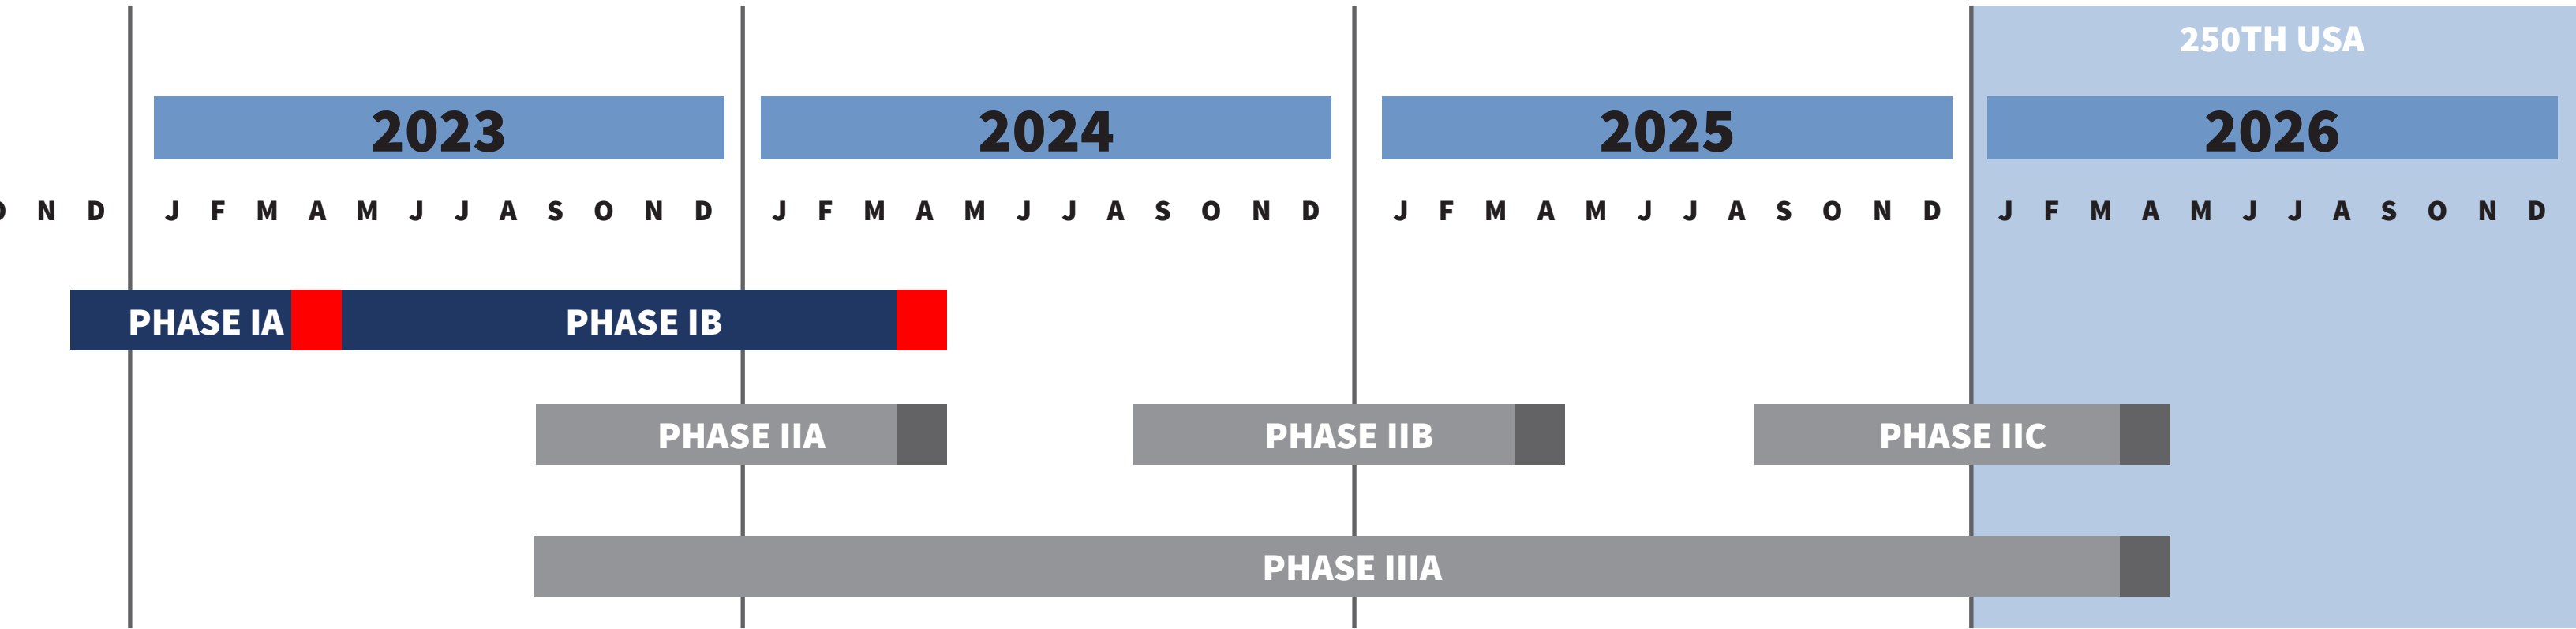 250TH USA
2023 2024 2025 2026
N D J F M A M J J A S O N D J F M A M J J A S O N D J F M A M J J A S O N D J F M A M J J A S O N D
PHASE IA PHASE IB
PHASE IIA PHASE IIB PHASE IIC
PHASE IIIA